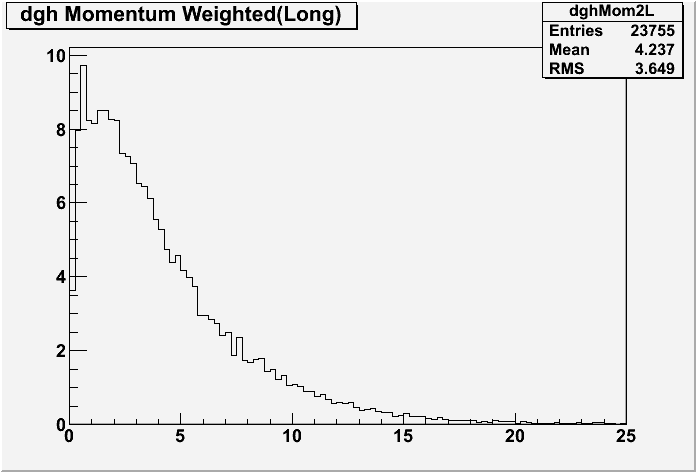 dgh Momentum Weighted(Long)
dghMom2L
Entries 23755
Mean 4.237
RMS 3.649
10
8
6
4
2
0
0 5 10 15 20 25